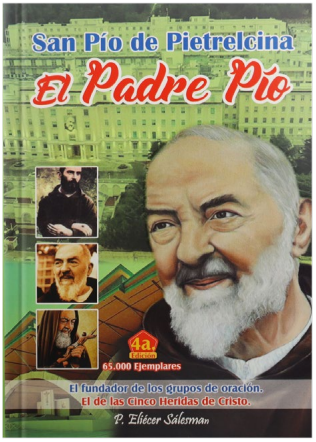 San Pío de Pietrelcina
El Padre Pío
4a.
Edición
65.000 Ejemplares
El fundador de los grupos de oración.
El de las Cinco Heridas de Cristo.
P. Eliécer Sálesman